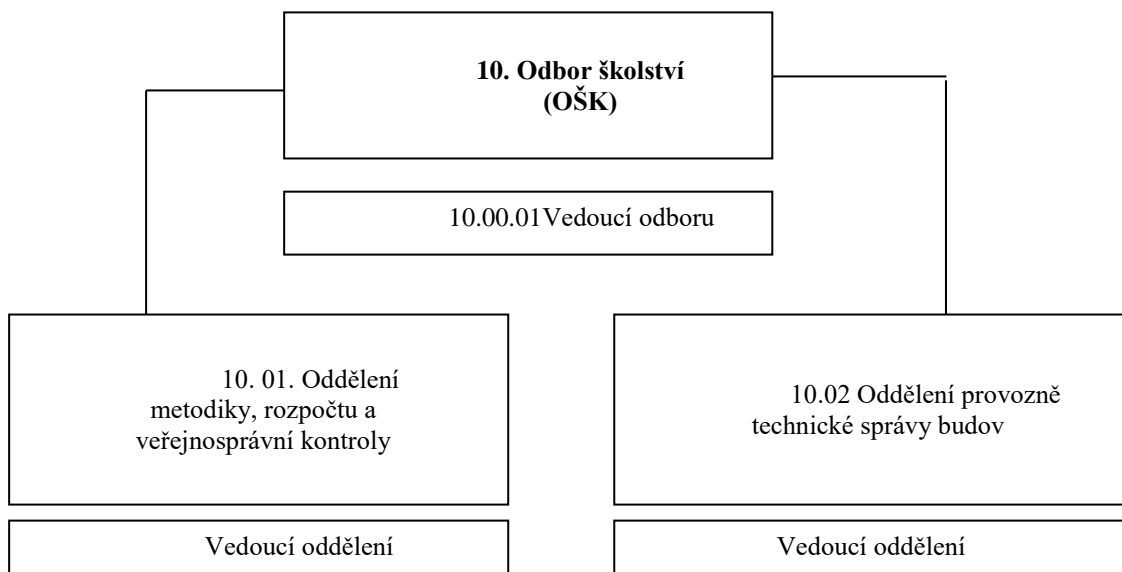 10. Odbor školství
(OŠK)
10.00.01Vedoucí odboru
10. 01. Oddělení
metodiky, rozpočtu a
veřejnosprávní kontroly
10.02 Oddělení provozně
technické správy budov
Vedoucí oddělení
Vedoucí oddělení